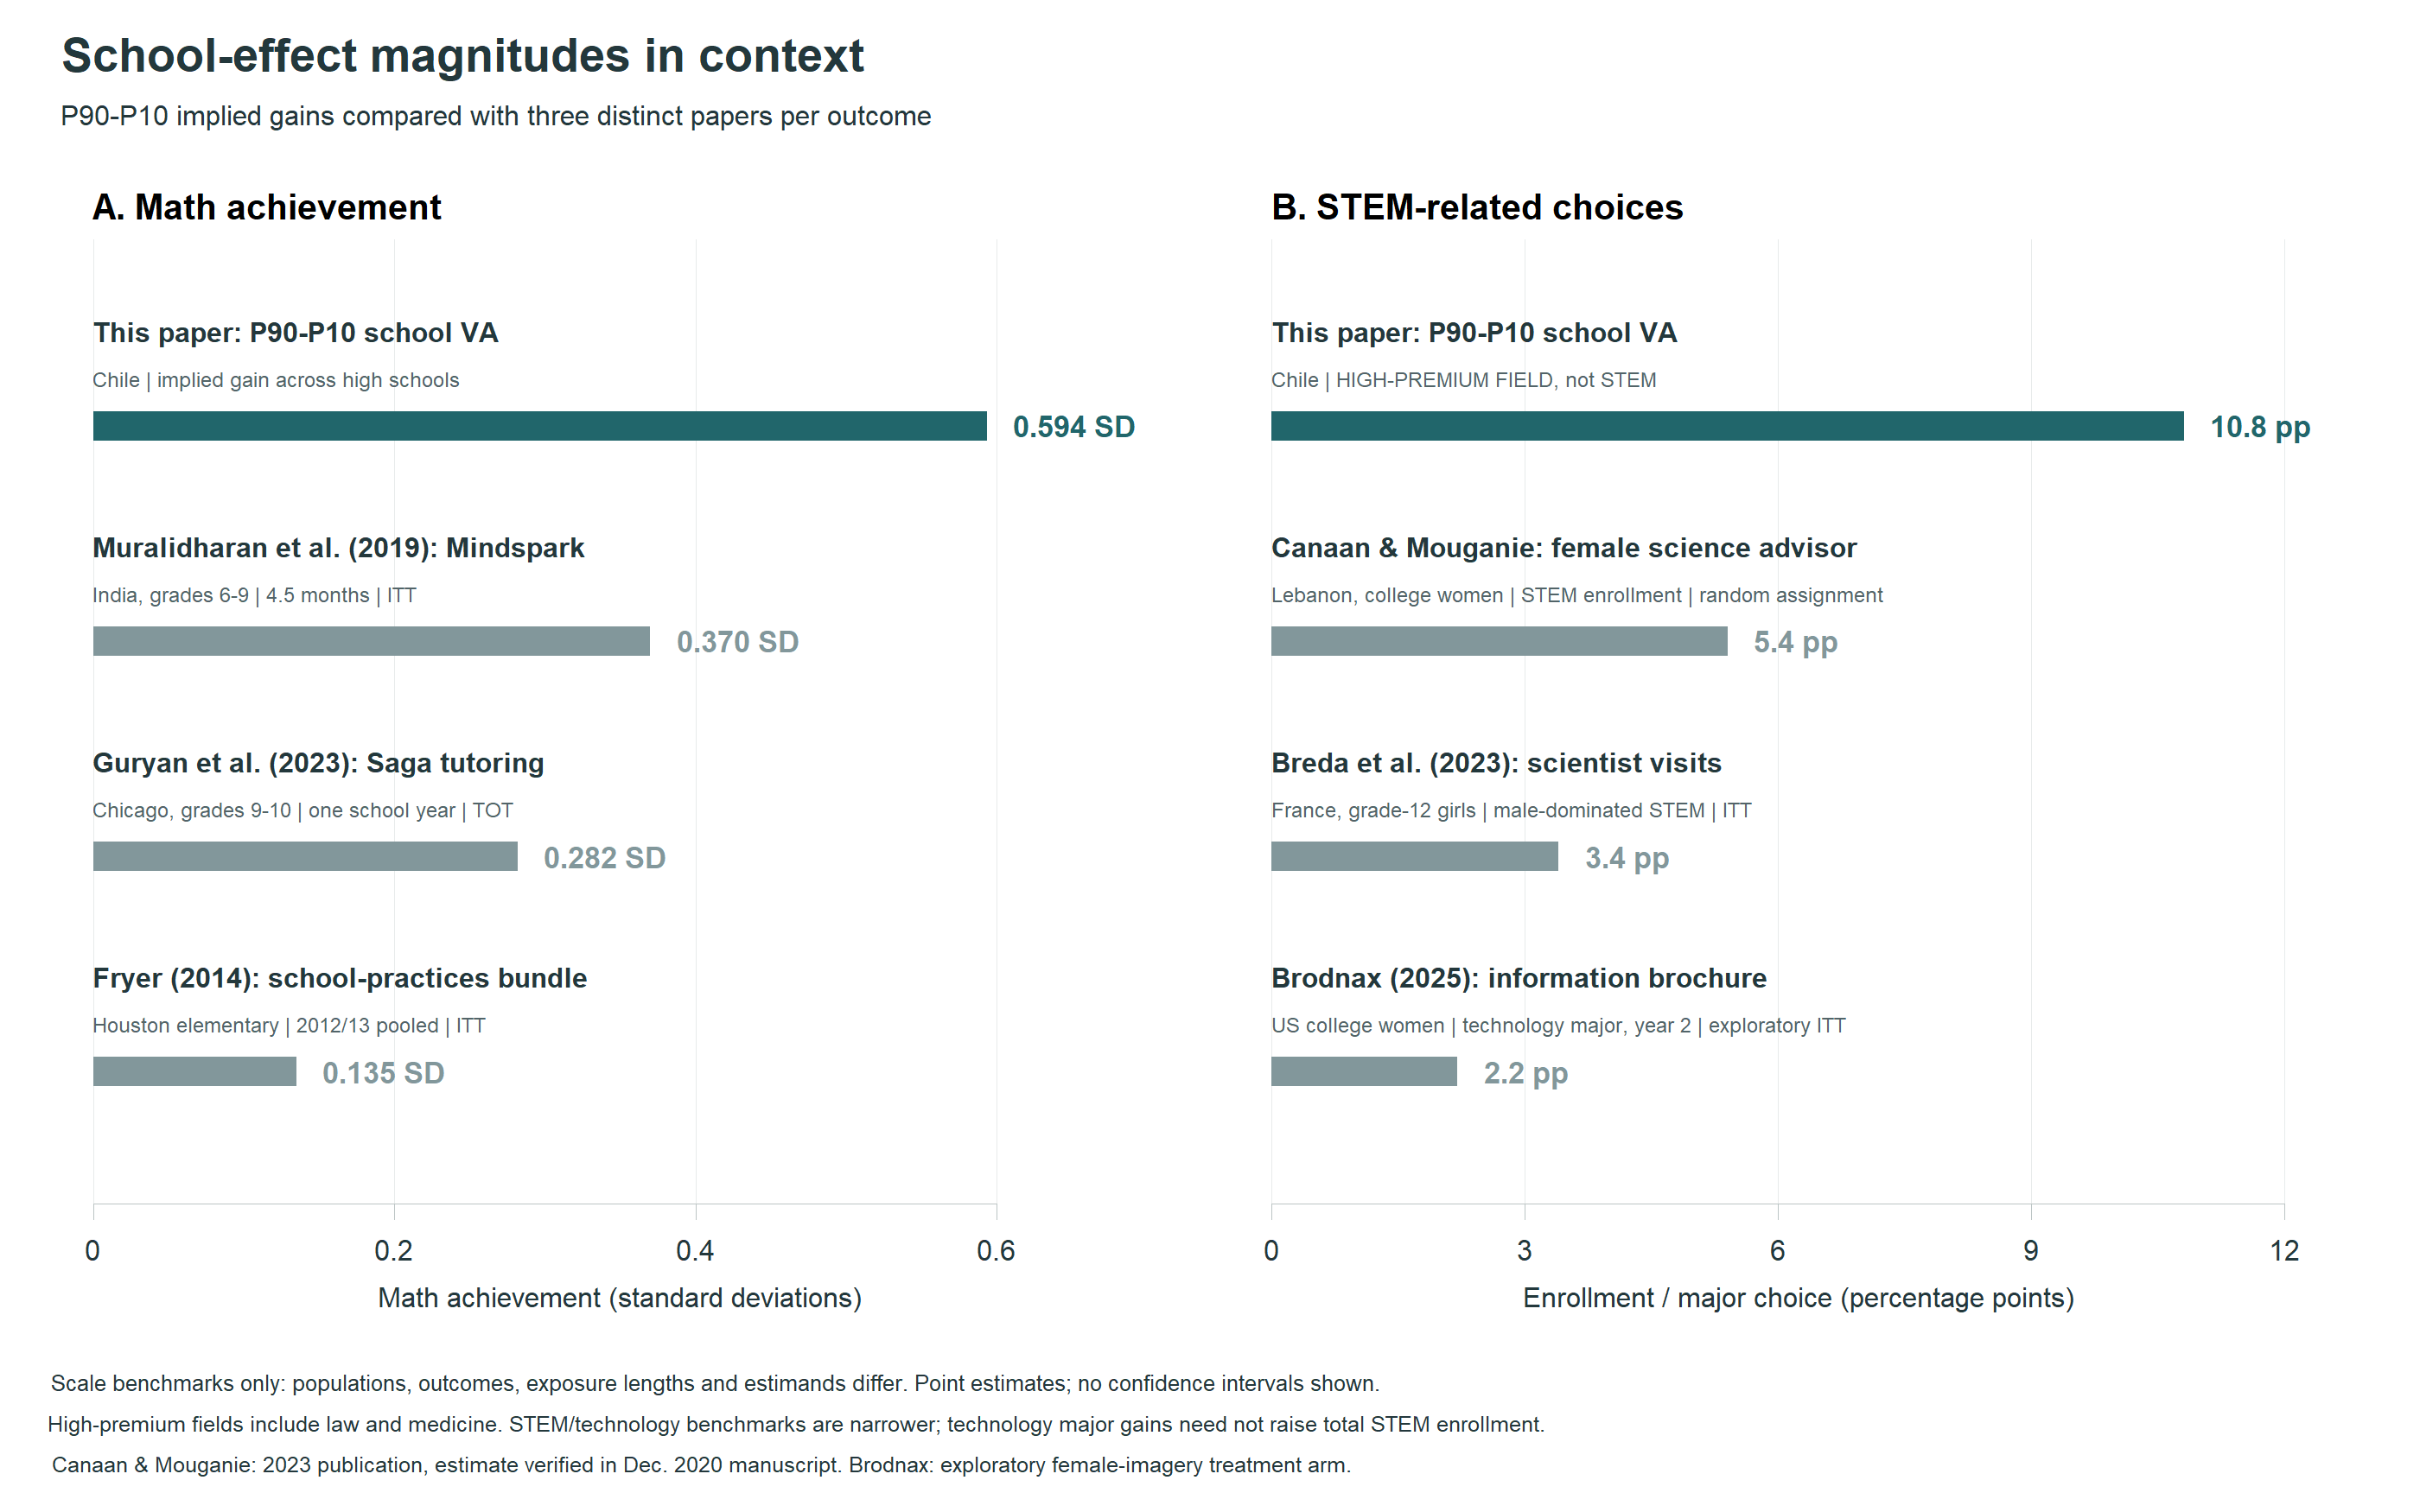 School-effect magnitudes in context
P90-P10 implied gains compared with three distinct papers per outcome
A. Math achievement
This paper: P90-P10 school VA
Chile | implied gain across high schools
0.594 SD
Muralidharan et al. (2019): Mindspark
India, grades 6-9 | 4.5 months | ITT
0.370 SD
Guryan et al. (2023): Saga tutoring
Chicago, grades 9-10 | one school year | TOT
0.282 SD
Fryer (2014): school-practices bundle
Houston elementary | 2012/13 pooled | ITT
0.135 SD
0 0.2 0.4 0.6
Math achievement (standard deviations)
B. STEM-related choices
This paper: P90-P10 school VA
Chile | HIGH-PREMIUM FIELD, not STEM
10.8 pp
Canaan & Mouganie: female science advisor
Lebanon, college women | STEM enrollment | random assignment
5.4 pp
Breda et al. (2023): scientist visits
France, grade-12 girls | male-dominated STEM | ITT
3.4 pp
Brodnax (2025): information brochure
US college women | technology major, year 2 | exploratory ITT
2.2 pp
0 3 6 9 12
Enrollment / major choice (percentage points)
Scale benchmarks only: populations, outcomes, exposure lengths and estimands differ. Point estimates; no confidence intervals shown.
High-premium fields include law and medicine. STEM/technology benchmarks are narrower; technology major gains need not raise total STEM enrollment.
Canaan & Mouganie: 2023 publication, estimate verified in Dec. 2020 manuscript. Brodnax: exploratory female-imagery treatment arm.